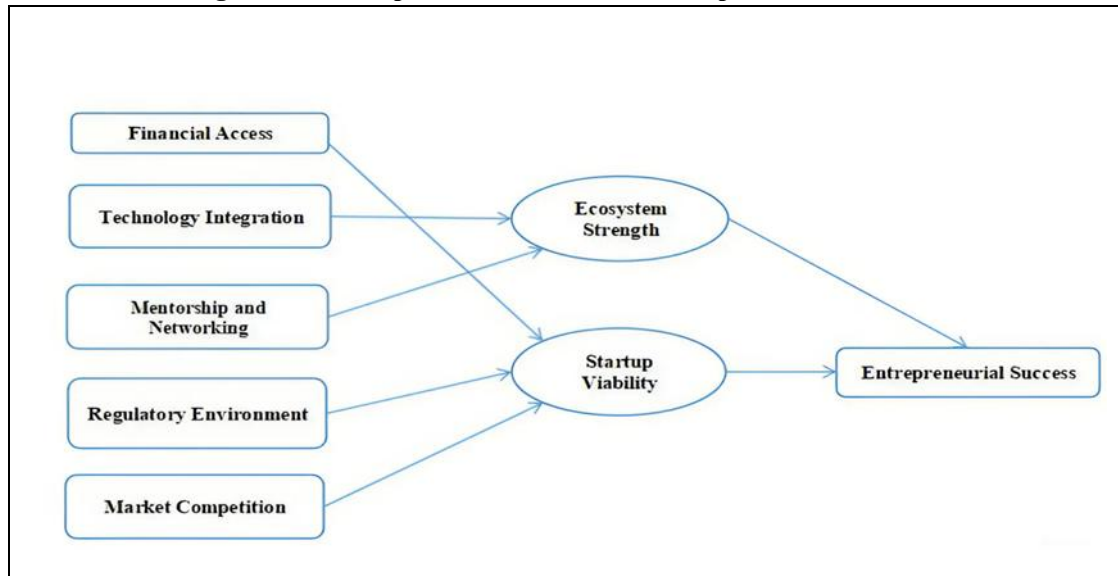 Financial Access
Technology Integration
Mentorship and
Networking
Regulatory Environment
Market Competition
Ecosystem
Strength
Startup
Viability
Entrepreneurial Success